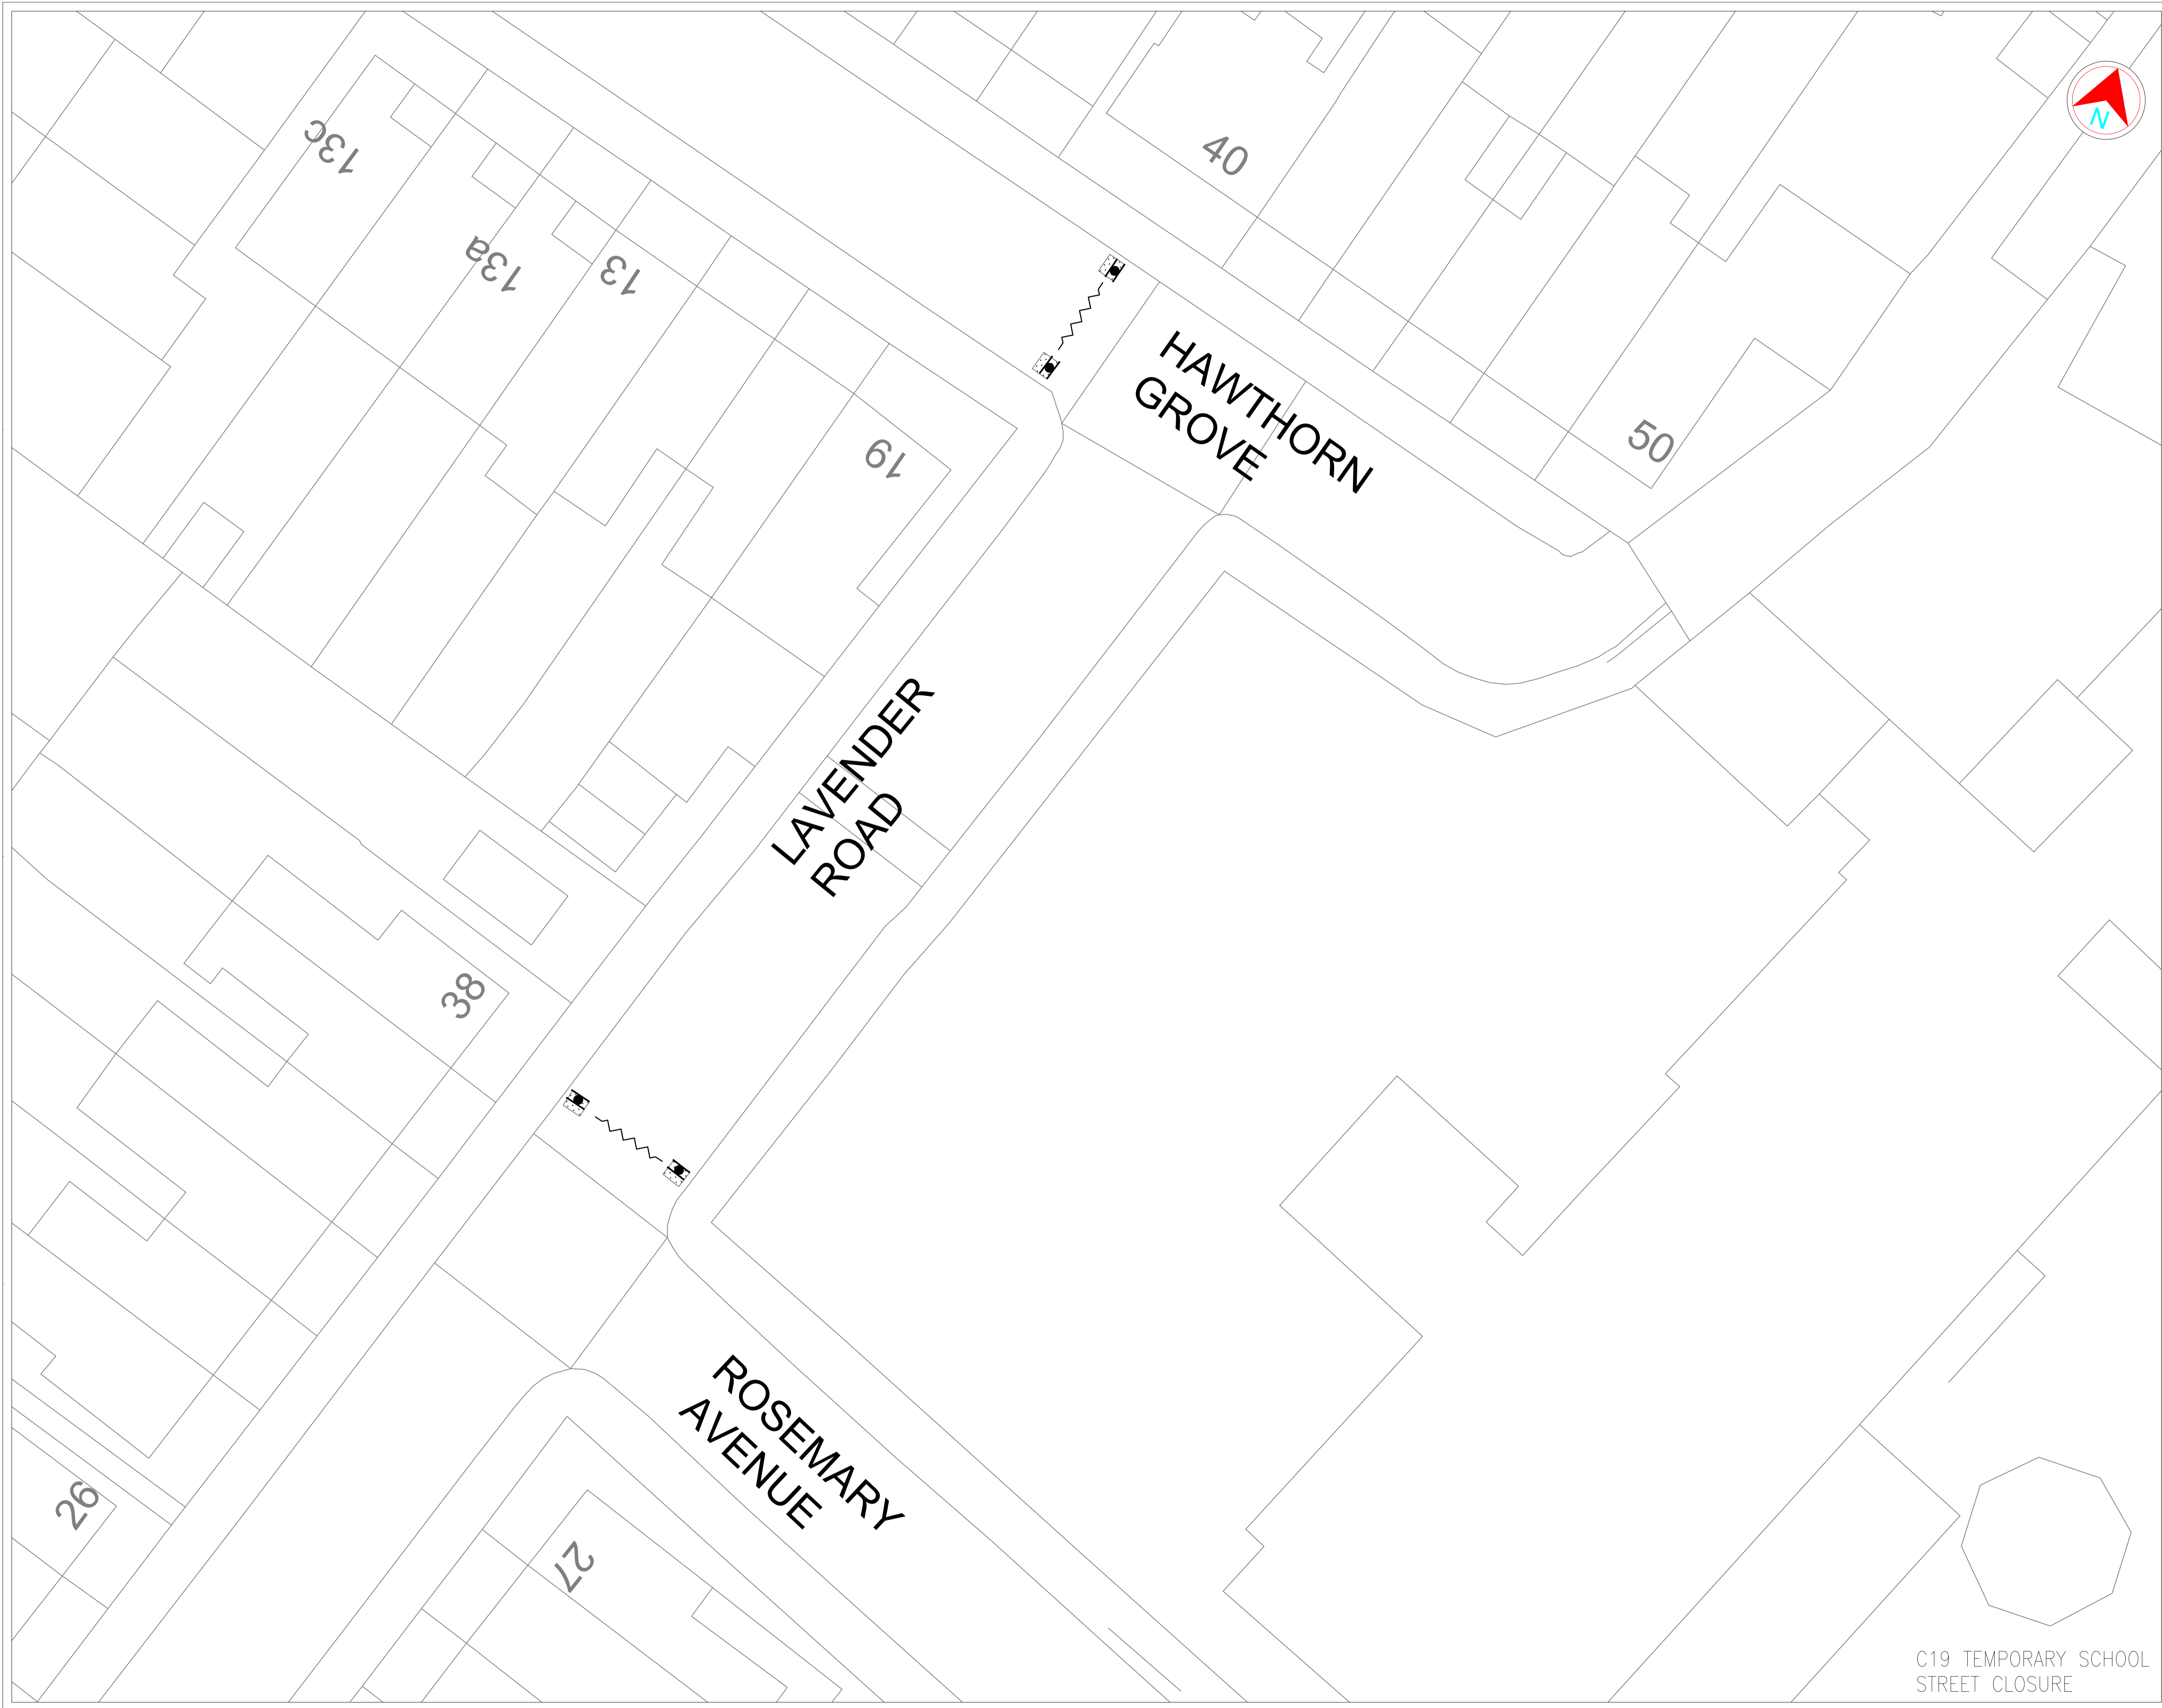 13c
13a
13
40
N
19
HAWTHORN
GROVE
50
LAVENDER
ROAD
38
ROSEMARY
AVENUE
26
27
C19 TEMPORARY SCHOOL
STREET CLOSURE